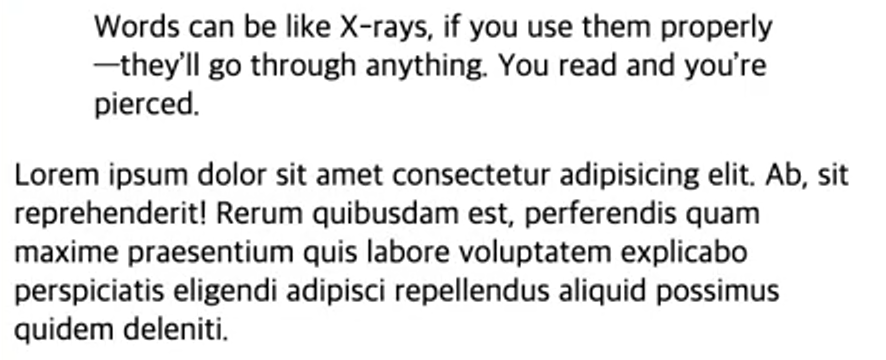 Words can be like X-rays, if you use them properly
—they’ll go through anything. You read and you’re
pierced.
Lorem ipsum dolor sit amet consectetur adipisicing elit. Ab, sit
reprehenderit! Rerum quibusdam est, perferendis quam
maxime praesentium quis labore voluptatem explicabo
perspiciatis eligendi adipisci repellendus aliquid possimus
quidem deleniti.